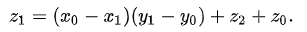 z₁ = (x₀ − x₁)(y₁ − y₀) + z₂ + z₀.